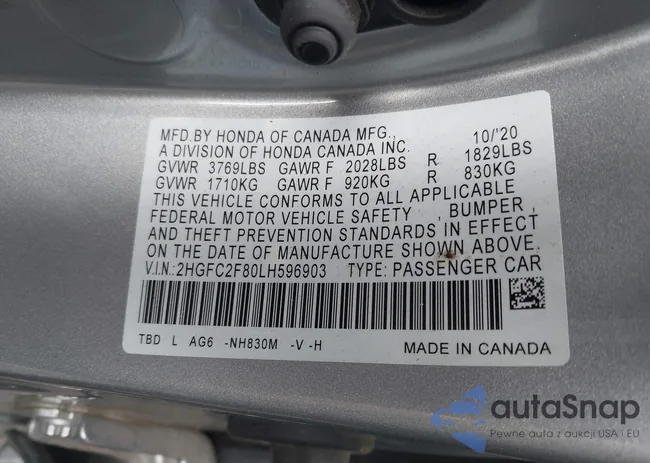 MFD.BY HONDA OF CANADA MFG., 10/'20
A DIVISION OF HONDA CANADA INC.
GVWR 3769LBS GAWR F 2028LBS R 1829LBS
GVWR 1710KG GAWR F 920KG R 830KG
THIS VEHICLE CONFORMS TO ALL APPLICABLE
FEDERAL MOTOR VEHICLE SAFETY , BUMPER ,
AND THEFT PREVENTION STANDARDS IN EFFECT
ON THE DATE OF MANUFACTURE SHOWN ABOVE.
V.I.N.: 2HGFC2F80LH596903 TYPE: PASSENGER CAR
TBD L AG6 -NH830M -V -H MADE IN CANADA
autaSnap
Pewne auta z aukcji USA i EU